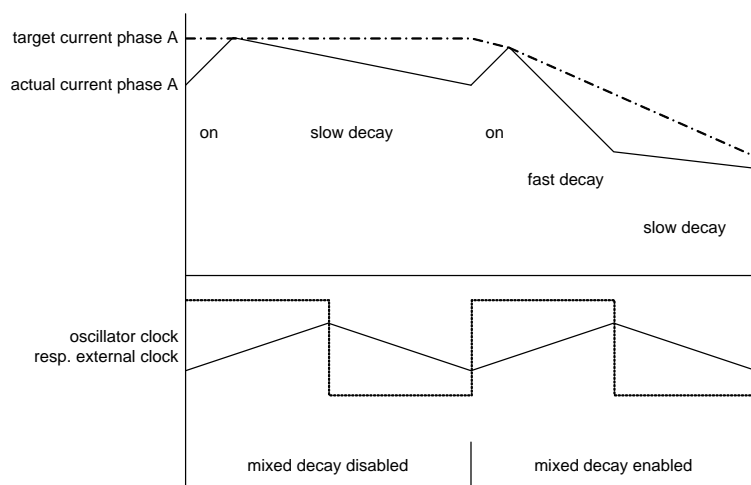 target current phase A
actual current phase A
on
slow decay
on
fast decay
slow decay
oscillator clock
resp. external clock
mixed decay disabled
mixed decay enabled